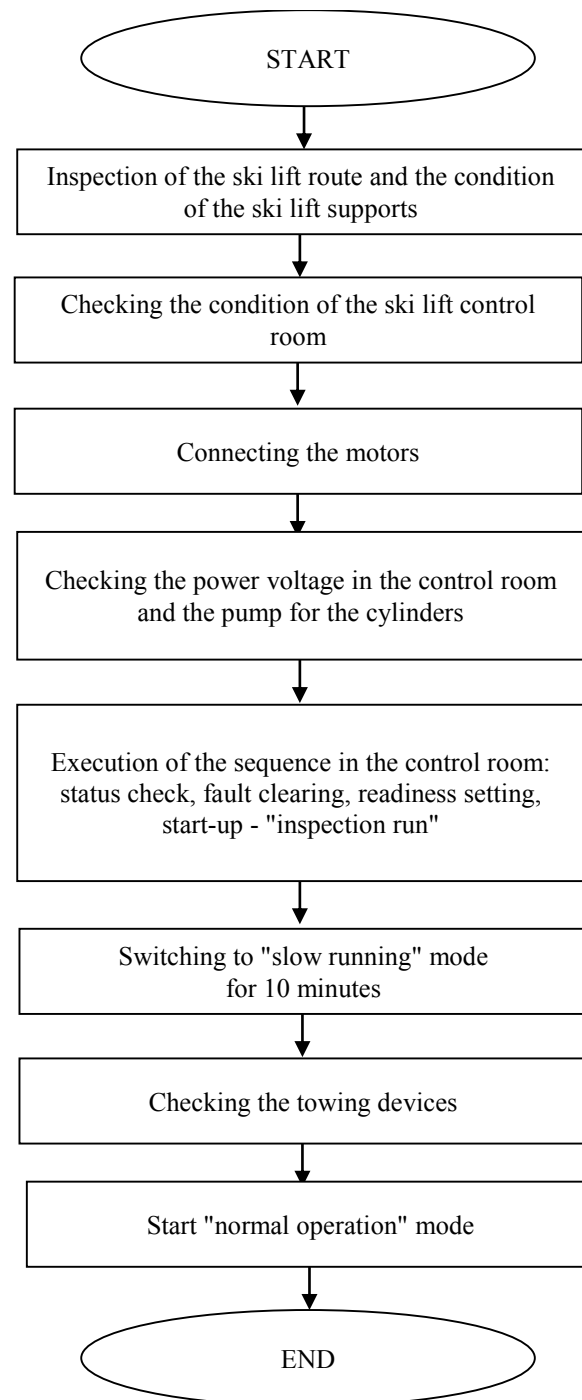 START
Inspection of the ski lift route and the condition
of the ski lift supports
Checking the condition of the ski lift control
room
Connecting the motors
Checking the power voltage in the control room
and the pump for the cylinders
Execution of the sequence in the control room:
status check, fault clearing, readiness setting,
start-up - "inspection run"
Switching to "slow running" mode
for 10 minutes
Checking the towing devices
Start "normal operation" mode
END